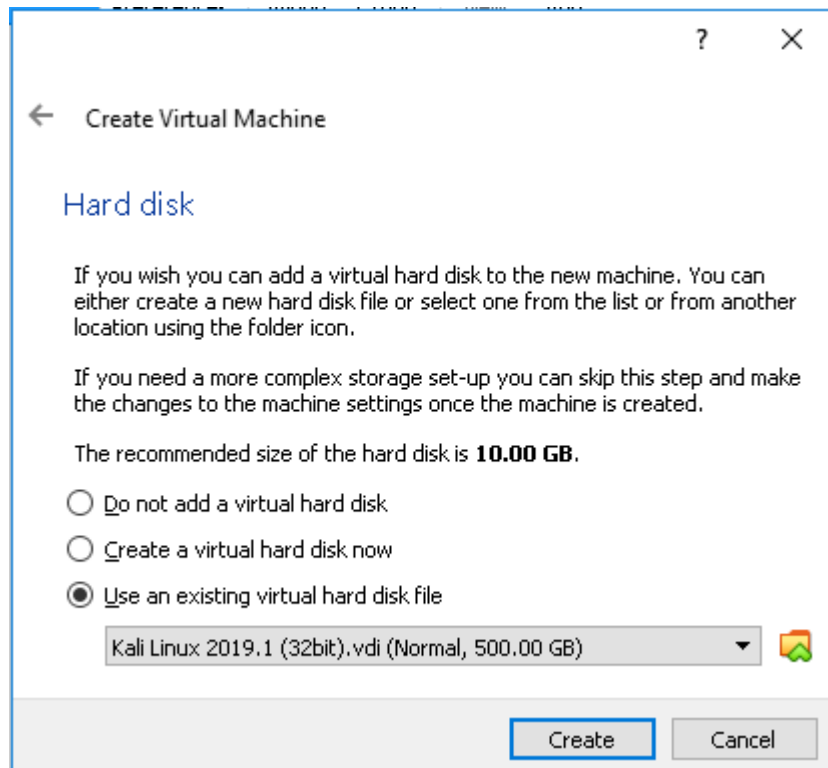 ?
Create Virtual Machine
Hard disk
If you wish you can add a virtual hard disk to the new machine. You can
either create a new hard disk file or select one from the list or from another
location using the folder icon.
If you need a more complex storage set-up you can skip this step and make
the changes to the machine settings once the machine is created.
The recommended size of the hard disk is 10.00 GB.
Do not add a virtual hard disk
Create a virtual hard disk now
Use an existing virtual hard disk file
Kali Linux 2019.1 (32bit).vdi (Normal, 500.00 GB)
Create Cancel